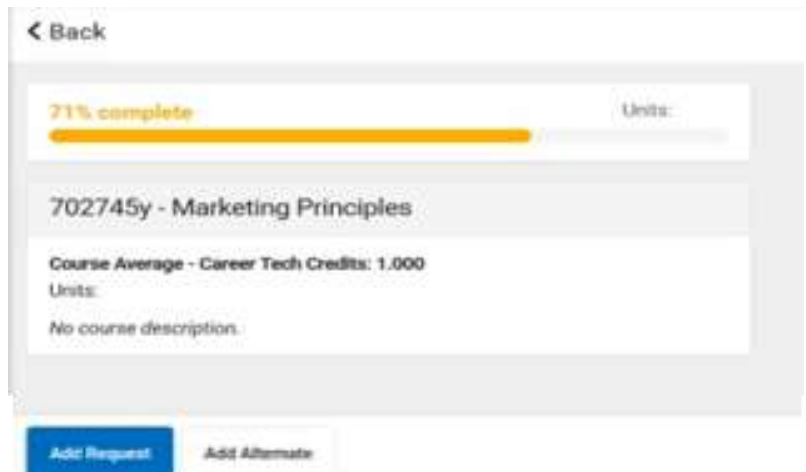 Back
71% complete Units:
702745y - Marketing Principles
Course Average - Career Tech Credits: 1.000
Units:
No course description.
Add Request Add Alternate